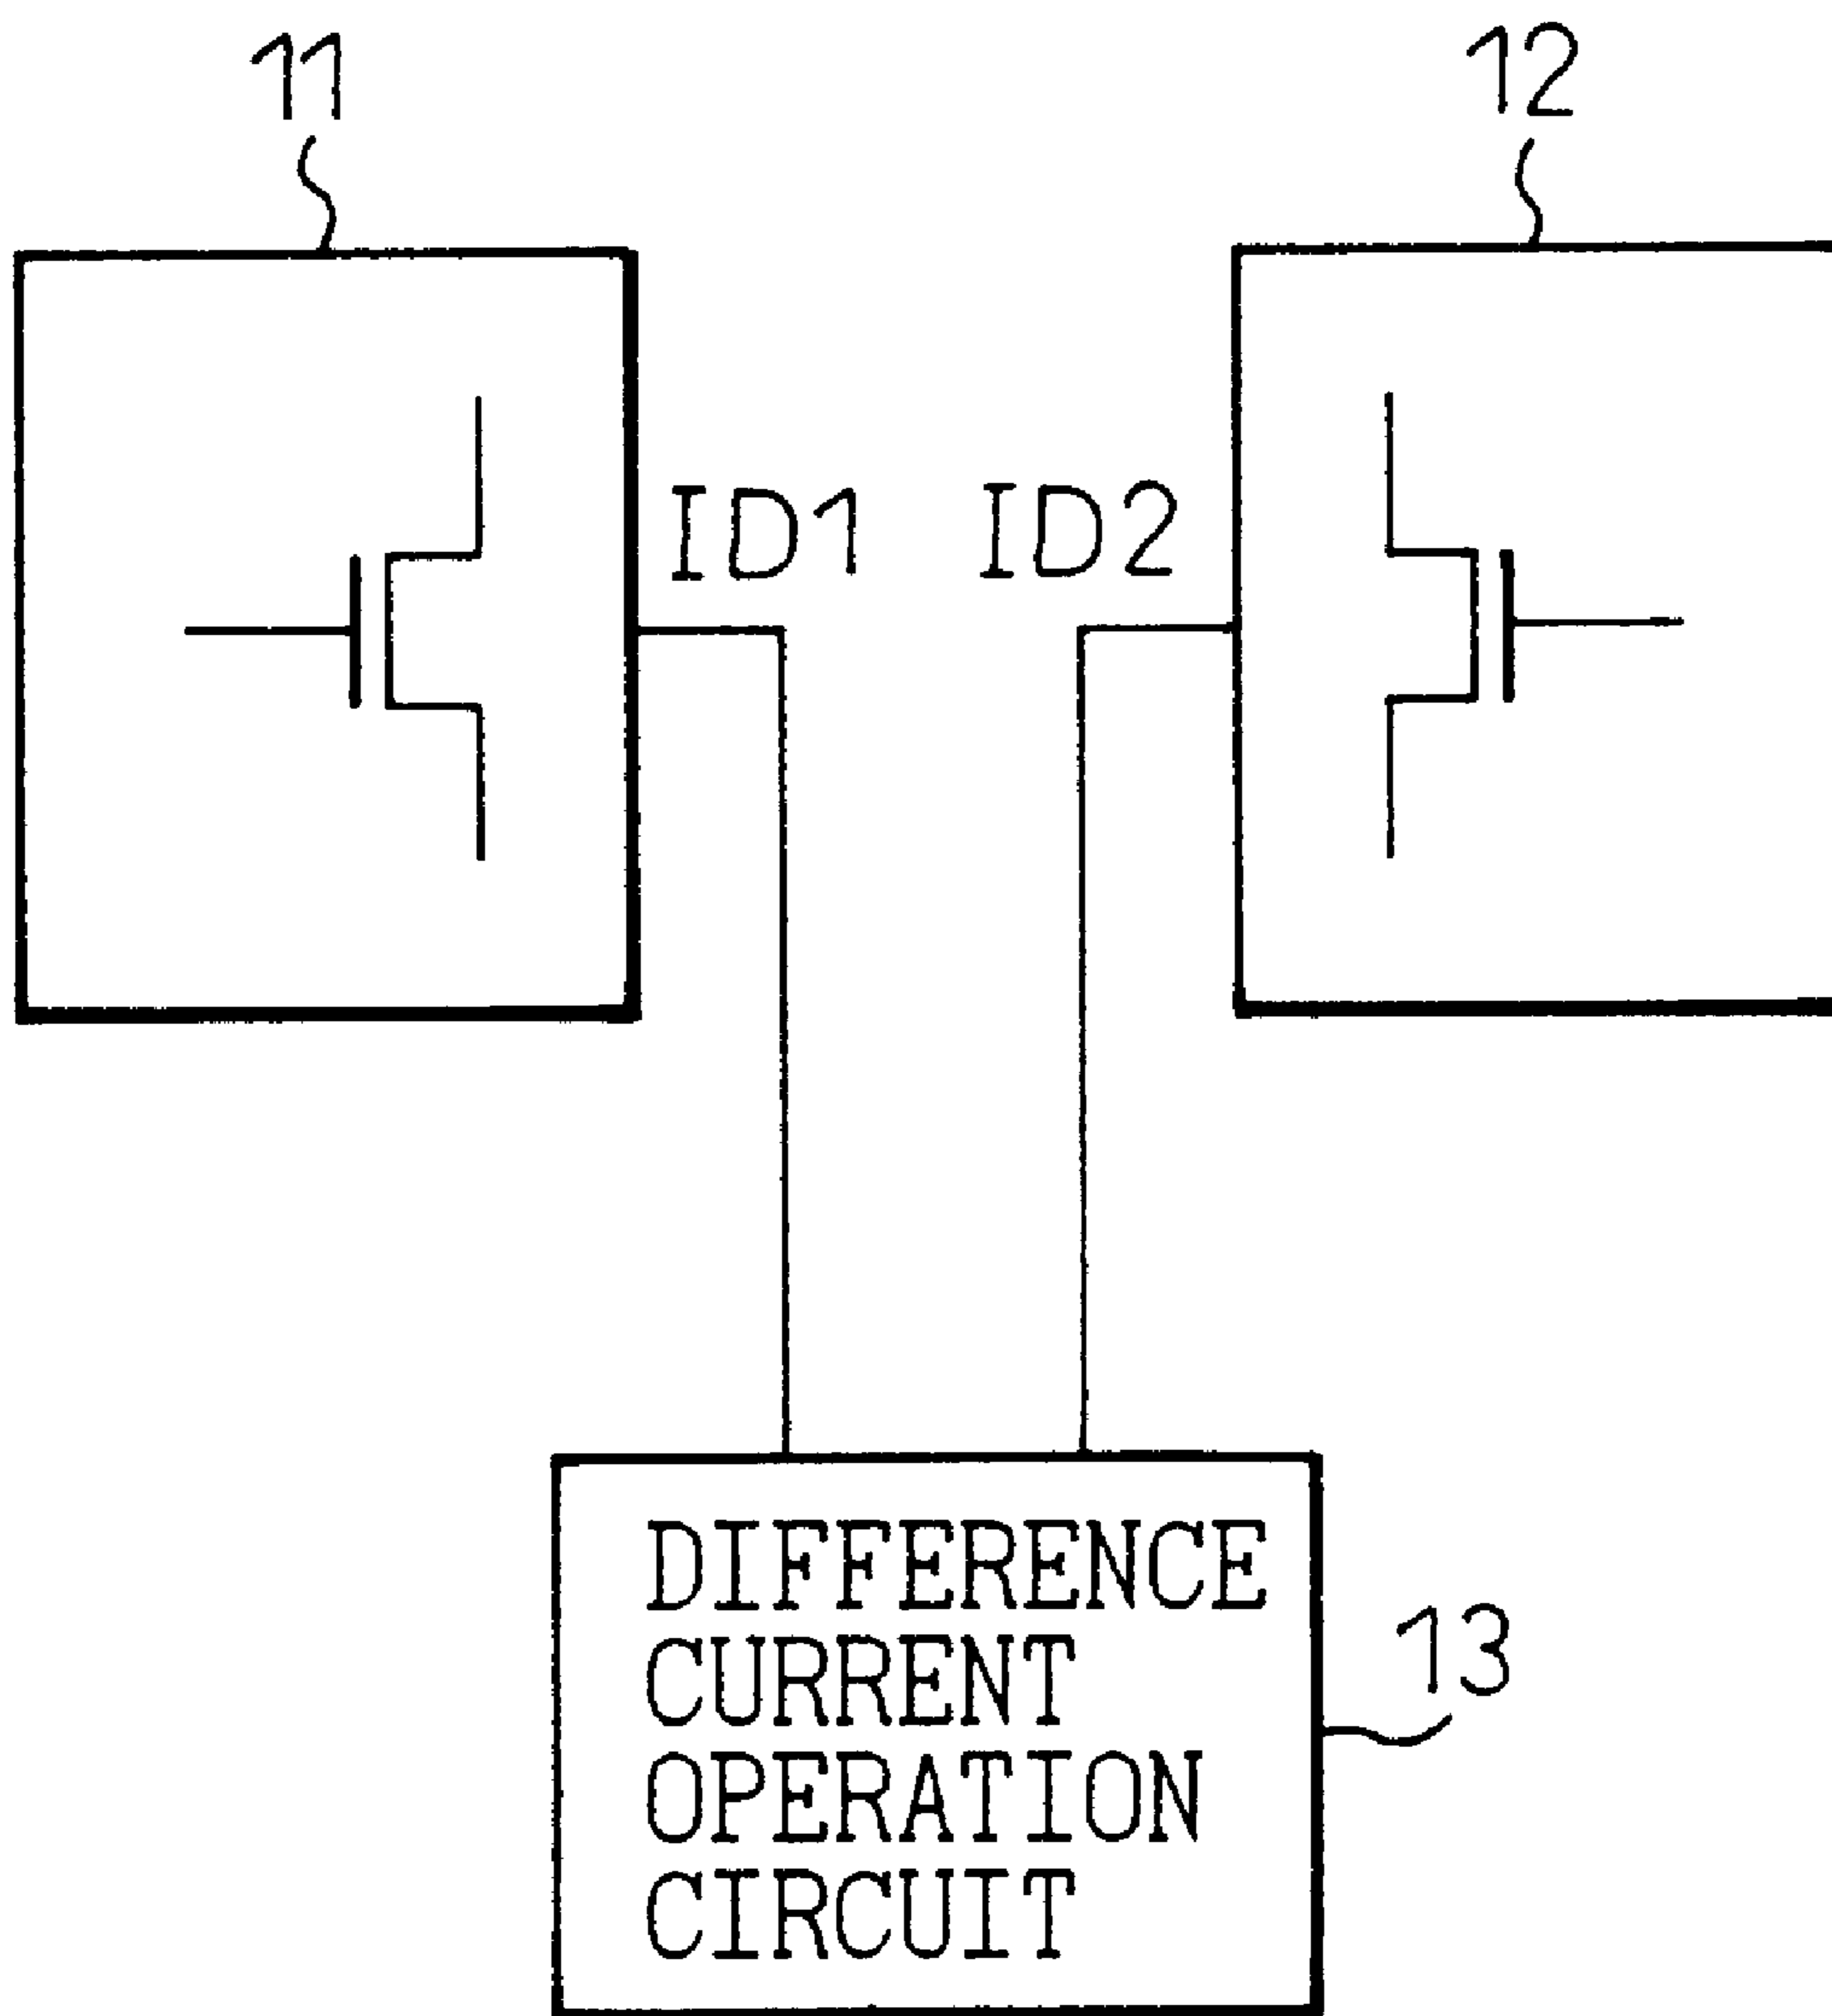 11
12
ID1
ID2
DIFFERENCE
CURRENT
OPERATION
CIRCUIT
13